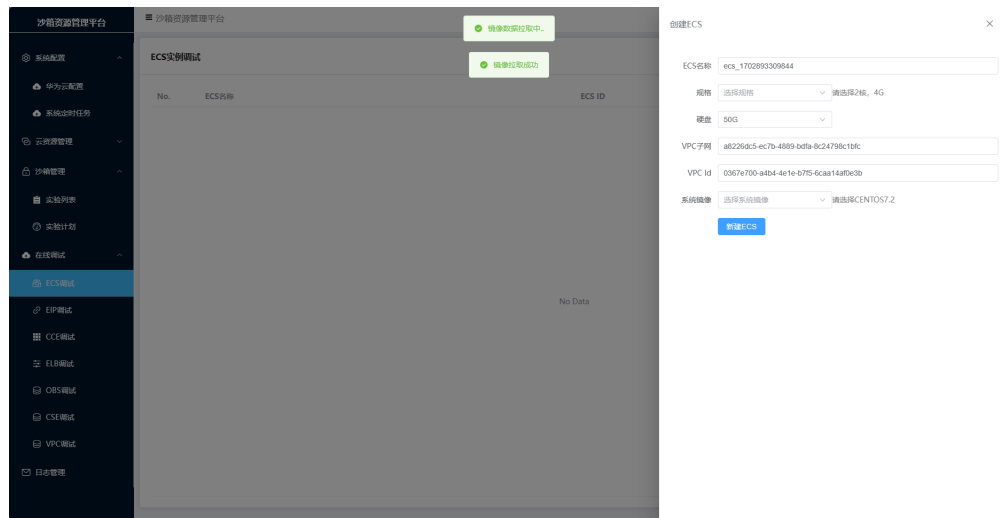 沙箱资源管理平台
系统配置
华为云配置
系统定时任务
云资源管理
沙箱管理
实验列表
实验计划
在线调试
ECS调试
EIP调试
CCE调试
ELB调试
OBS调试
CSE调试
VPC调试
日志管理
沙箱资源管理平台
镜像数据拉取中..
镜像拉取成功
ECS实例调试
No. ECS名称 ECS ID
No Data
创建ECS
ECS名称 ecs_1702893309844
规格 选择规格 请选择2核，4G
硬盘 50G
VPC子网 a8226dc5-ec7b-4889-bdfa-8c24798c1bfc
VPC Id 0367e700-a4b4-4e1e-b7f5-6caa14af0e3b
系统镜像 选择系统镜像 请选择CENTOS7.2
新建ECS